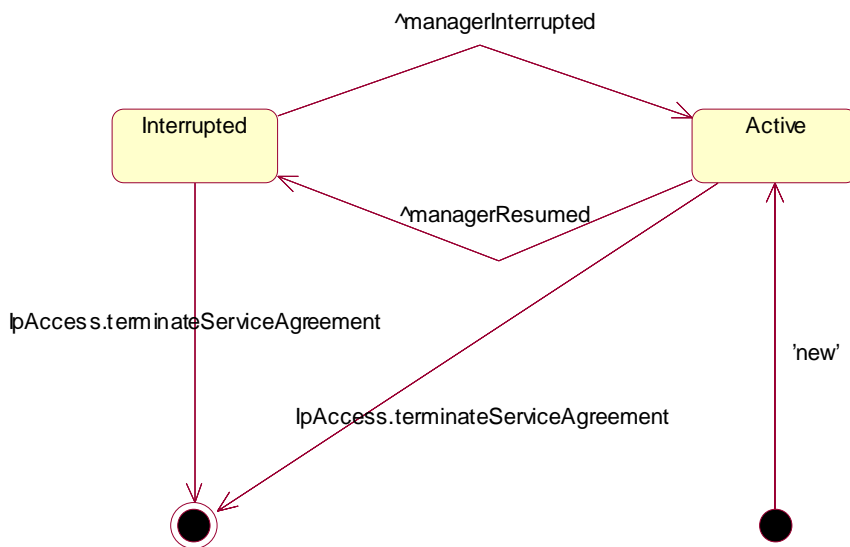 ^managerInterrupted
Interrupted
Active
^managerResumed
IpAccess.terminateServiceAgreement
'new'
IpAccess.terminateServiceAgreement